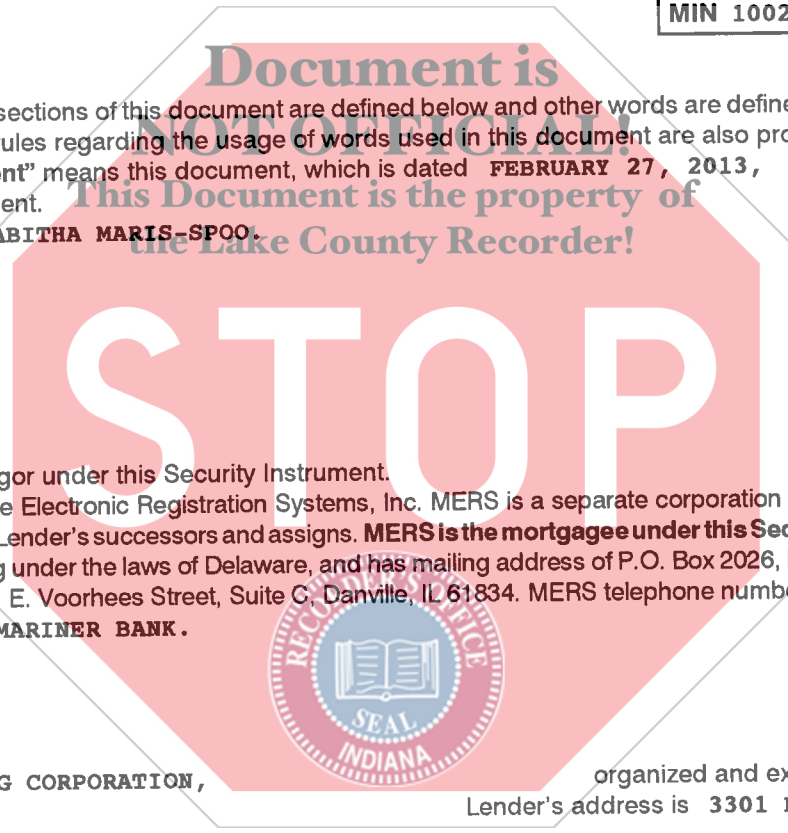 MIN 1002
Document is
sections of this document are defined below and other words are define
rules regarding the usage of words used in this document are also pro
NOT OFFICIAL!
ent” means this document, which is dated FEBRUARY 27, 2013,
ent.
This Document is the property of
ABITHA MARIS-SPOO.
the Lake County Recorder!
STOP
gor under this Security Instrument.
e Electronic Registration Systems, Inc. MERS is a separate corporation
Lender's successors and assigns. MERS is the mortgagee under this Sec
g under the laws of Delaware, and has mailing address of P.O. Box 2026,
E. Voorhees Street, Suite C, Danville, IL 61834. MERS telephone numbe
MARINER BANK.
RECORDER'S OFFICE
SEAL
INDIANA
G CORPORATION,
organized and ex
Lender's address is 3301